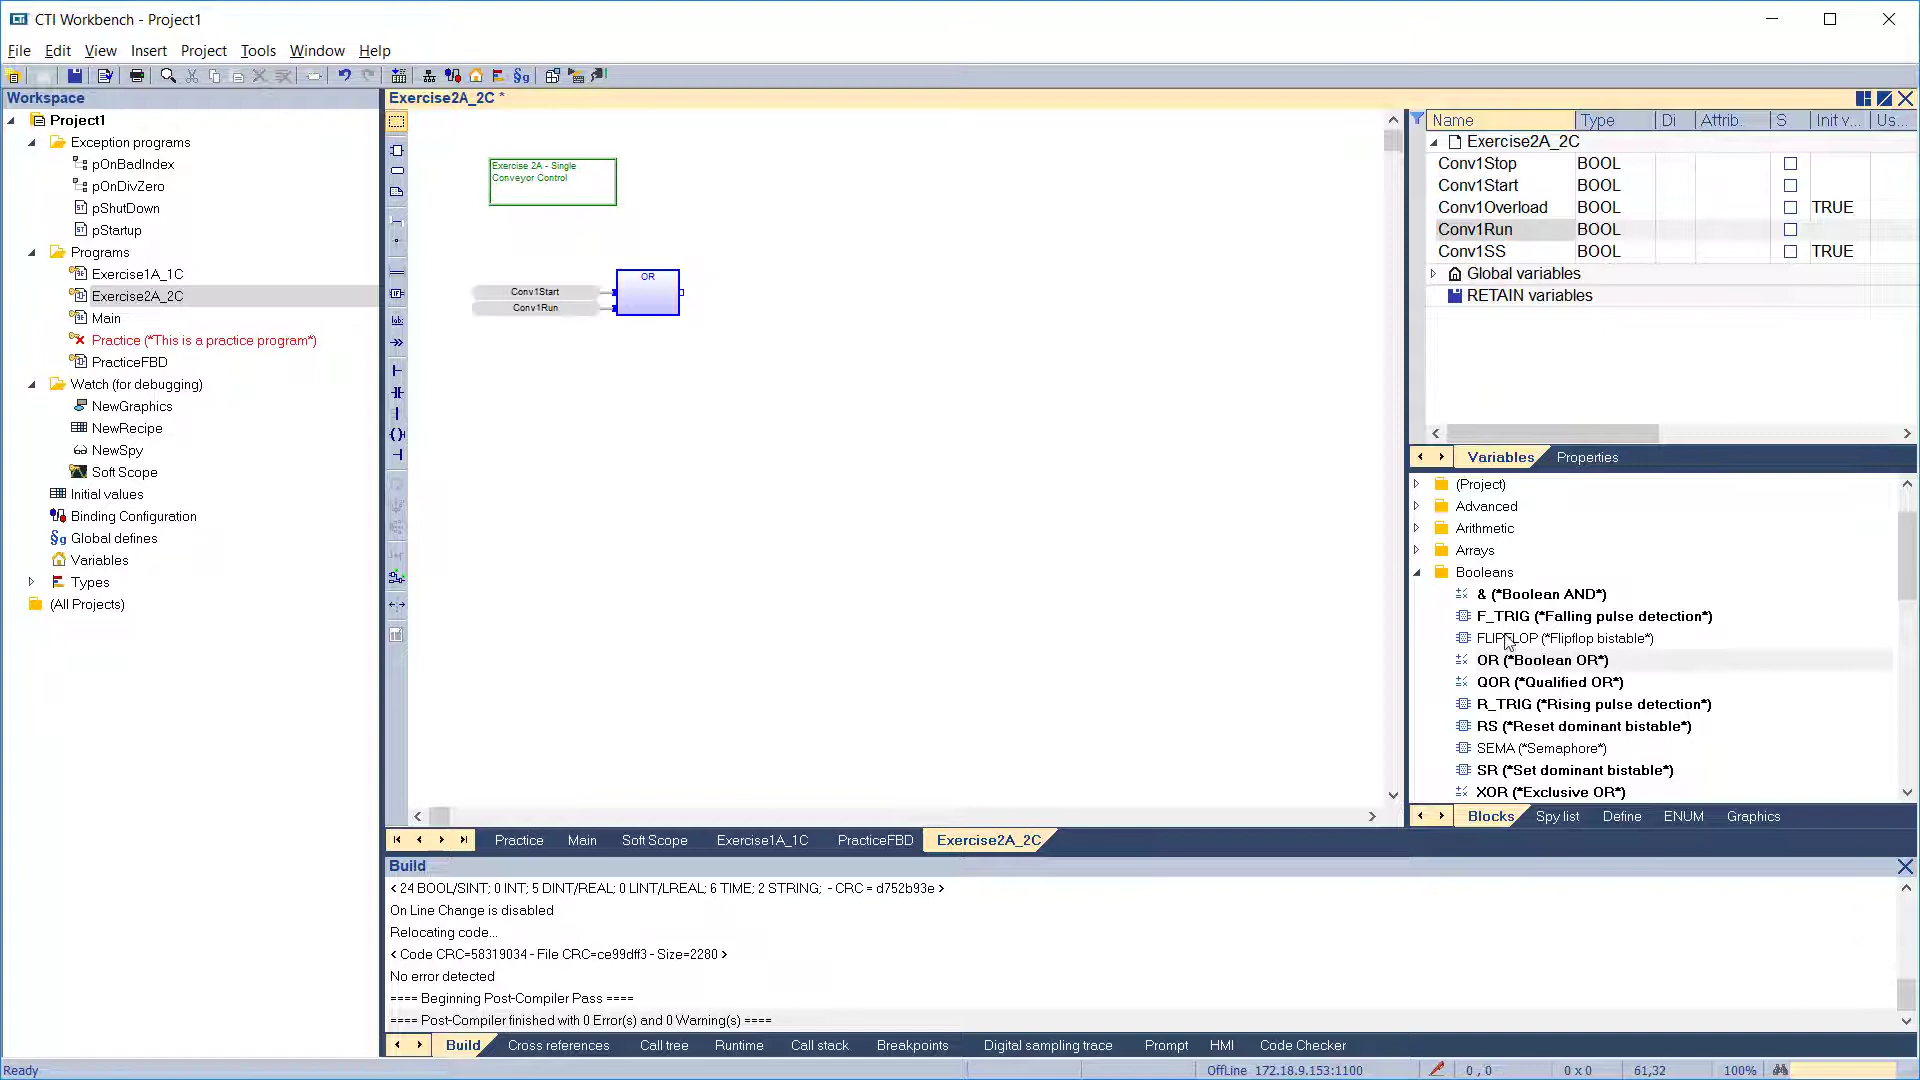 CTI Workbench - Project1
File Edit View Insert Project Tools Window Help
Workspace
Project1
Exception programs
pOnBadIndex
pOnDivZero
pShutDown
pStartup
Programs
Exercise1A_1C
Exercise2A_2C
Main
Practice (*This is a practice program*)
PracticeFBD
Watch (for debugging)
NewGraphics
NewRecipe
NewSpy
Soft Scope
Initial values
Binding Configuration
Global defines
Variables
Types
(All Projects)
Exercise2A_2C *
Exercise 2A - Single
Conveyor Control
OR
Conv1Start
Conv1Run
Name Type Di Attrib. S Init v... Us...
Exercise2A_2C
Conv1Stop BOOL
Conv1Start BOOL
Conv1Overload BOOL TRUE
Conv1Run BOOL
Conv1SS BOOL TRUE
Global variables
RETAIN variables
Variables Properties
(Project)
Advanced
Arithmetic
Arrays
Booleans
& (*Boolean AND*)
F_TRIG (*Falling pulse detection*)
FLIPFLOP (*Flipflop bistable*)
OR (*Boolean OR*)
QOR (*Qualified OR*)
R_TRIG (*Rising pulse detection*)
RS (*Reset dominant bistable*)
SEMA (*Semaphore*)
SR (*Set dominant bistable*)
XOR (*Exclusive OR*)
Blocks Spy list Define ENUM Graphics
Practice Main Soft Scope Exercise1A_1C PracticeFBD Exercise2A_2C
Build
< 24 BOOL/SINT; 0 INT; 5 DINT/REAL; 0 LINT/LREAL; 6 TIME; 2 STRING; - CRC = d752b93e >
On Line Change is disabled
Relocating code...
< Code CRC=58319034 - File CRC=ce99dff3 - Size=2280 >
No error detected
==== Beginning Post-Compiler Pass ====
==== Post-Compiler finished with 0 Error(s) and 0 Warning(s) ====
Build Cross references Call tree Runtime Call stack Breakpoints Digital sampling trace Prompt HMI Code Checker
Ready OffLine 172.18.9.153:1100 0 , 0 0 x 0 61,32 100%